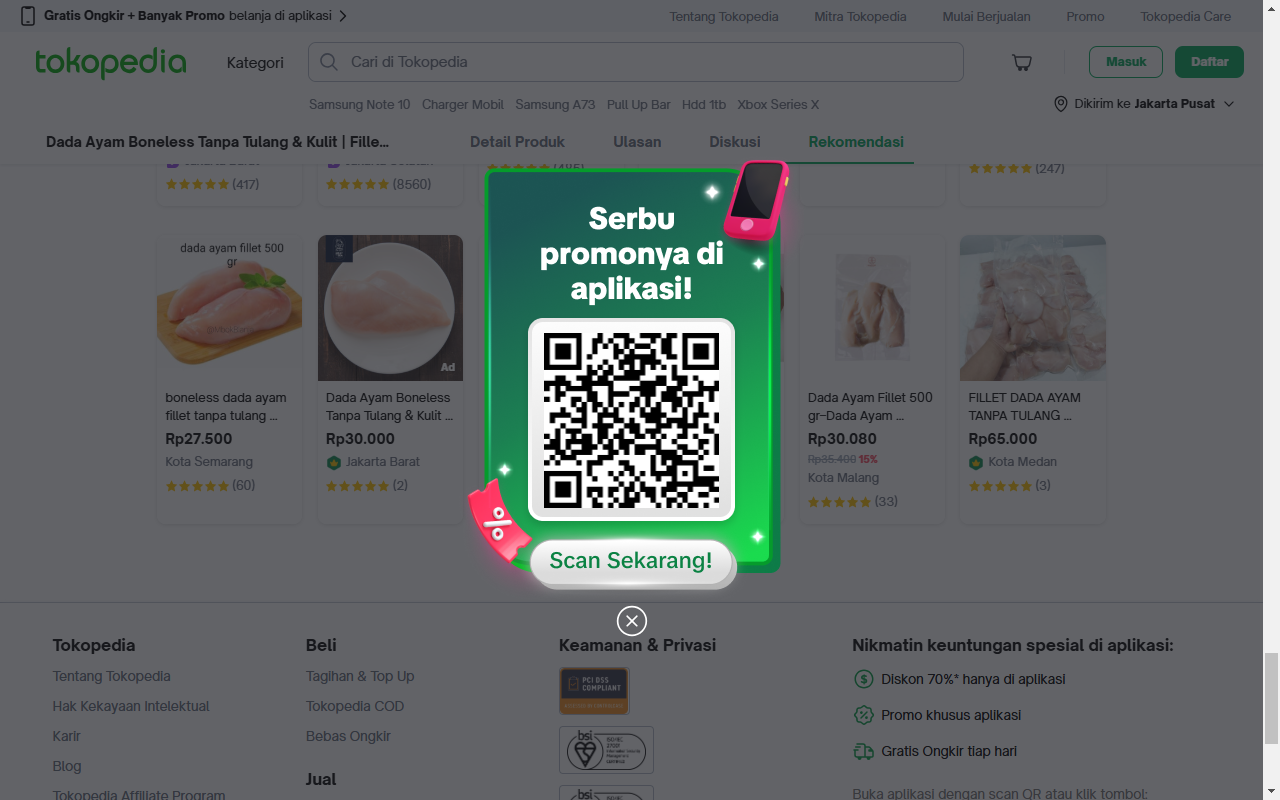 Gratis Ongkir + Banyak Promo belanja di aplikasi
Tentang Tokopedia
Mitra Tokopedia
Mulai Berjualan
Promo
Tokopedia Care
tokopedia
Kategori
Cari di Tokopedia
Masuk
Daftar
Samsung Note 10
Charger Mobil
Samsung A73
Pull Up Bar
Hdd 1tb
Xbox Series X
Dikirim ke Jakarta Pusat
Dada Ayam Boneless Tanpa Tulang & Kulit | Fille...
Detail Produk
Ulasan
Diskusi
Rekomendasi
(417)
(8560)
(247)
Serbu
promonya di
aplikasi!
Scan Sekarang!
dada ayam fillet 500
gr
boneless dada ayam
fillet tanpa tulang ...
Rp27.500
Kota Semarang
(60)
Ad
Dada Ayam Boneless
Tanpa Tulang & Kulit ...
Rp30.000
Jakarta Barat
(2)
Dada Ayam Fillet 500
gr–Dada Ayam ...
Rp30.080
Rp35.400 15%
Kota Malang
(33)
FILLET DADA AYAM
TANPA TULANG ...
Rp65.000
Kota Medan
(3)
Tokopedia
Tentang Tokopedia
Hak Kekayaan Intelektual
Karir
Blog
Tokopedia Affiliate Program
Beli
Tagihan & Top Up
Tokopedia COD
Bebas Ongkir
Jual
Keamanan & Privasi
PCI DSS
COMPLIANT
bsi
bsi
Nikmatin keuntungan spesial di aplikasi:
Diskon 70%* hanya di aplikasi
Promo khusus aplikasi
Gratis Ongkir tiap hari
Buka aplikasi dengan scan QR atau klik tombol: